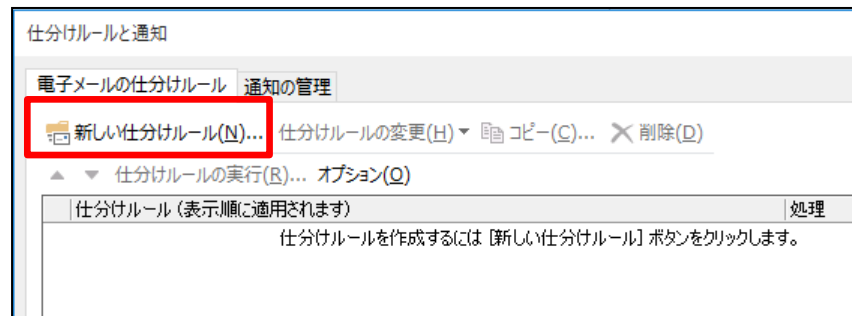 仕分けルールと通知
電子メールの仕分けルール 通知の管理
新しい仕分けルール(N)... 仕分けルールの変更(H) コピー(C)... 削除(D)
仕分けルールの実行(R)... オプション(O)
仕分けルール (表示順に適用されます) 処理
仕分けルールを作成するには [新しい仕分けルール] ボタンをクリックします。